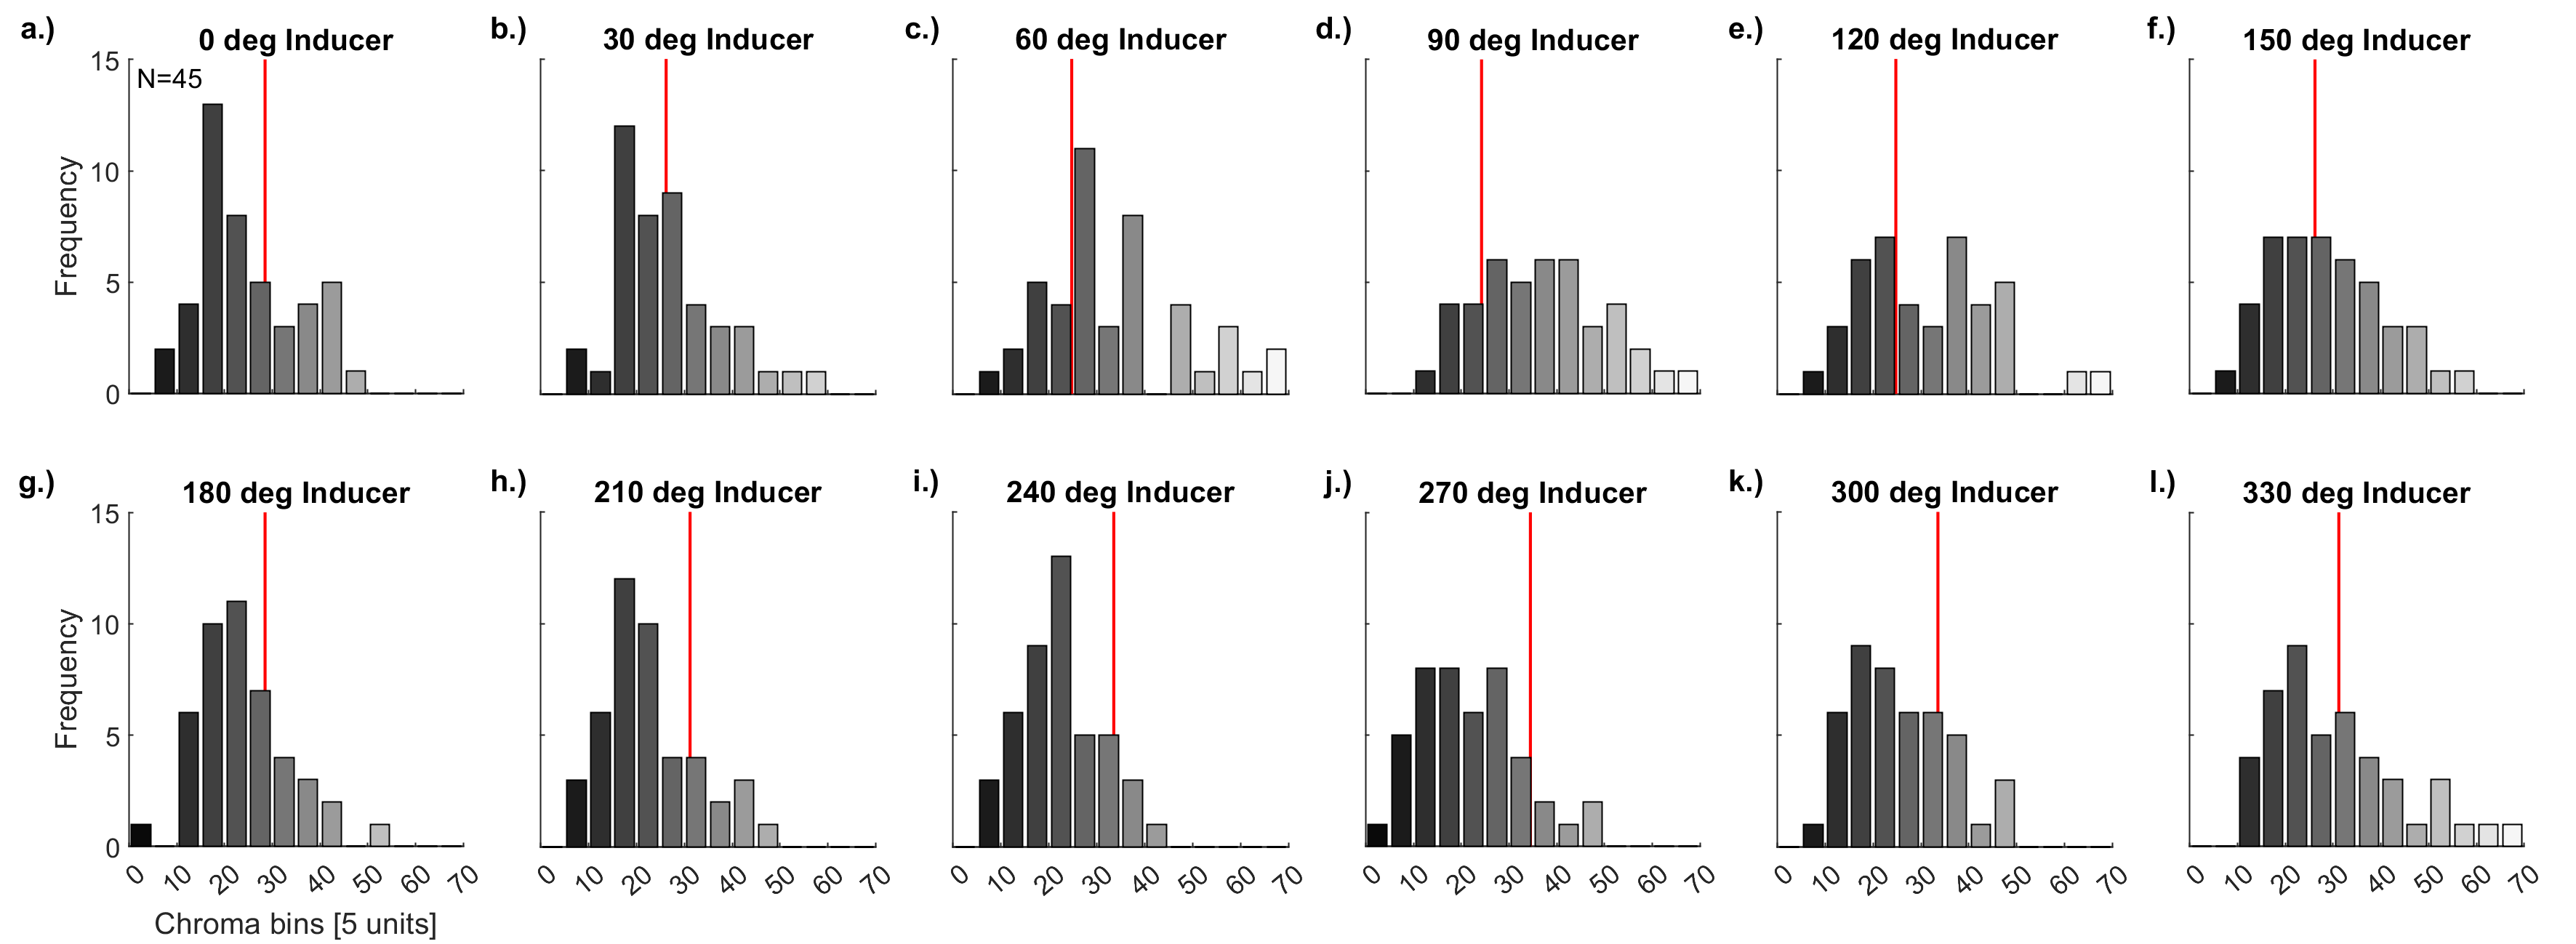 a.) b.) c.) d.) e.) f.)
0 deg Inducer 30 deg Inducer 60 deg Inducer 90 deg Inducer 120 deg Inducer 150 deg Inducer
15
N=45
10
Frequency
5
0
g.) h.) i.) j.) k.) l.)
180 deg Inducer 210 deg Inducer 240 deg Inducer 270 deg Inducer 300 deg Inducer 330 deg Inducer
15
10
Frequency
5
0
0 10 20 30 40 50 60 70 0 10 20 30 40 50 60 70 0 10 20 30 40 50 60 70 0 10 20 30 40 50 60 70 0 10 20 30 40 50 60 70 0 10 20 30 40 50 60 70
Chroma bins [5 units]